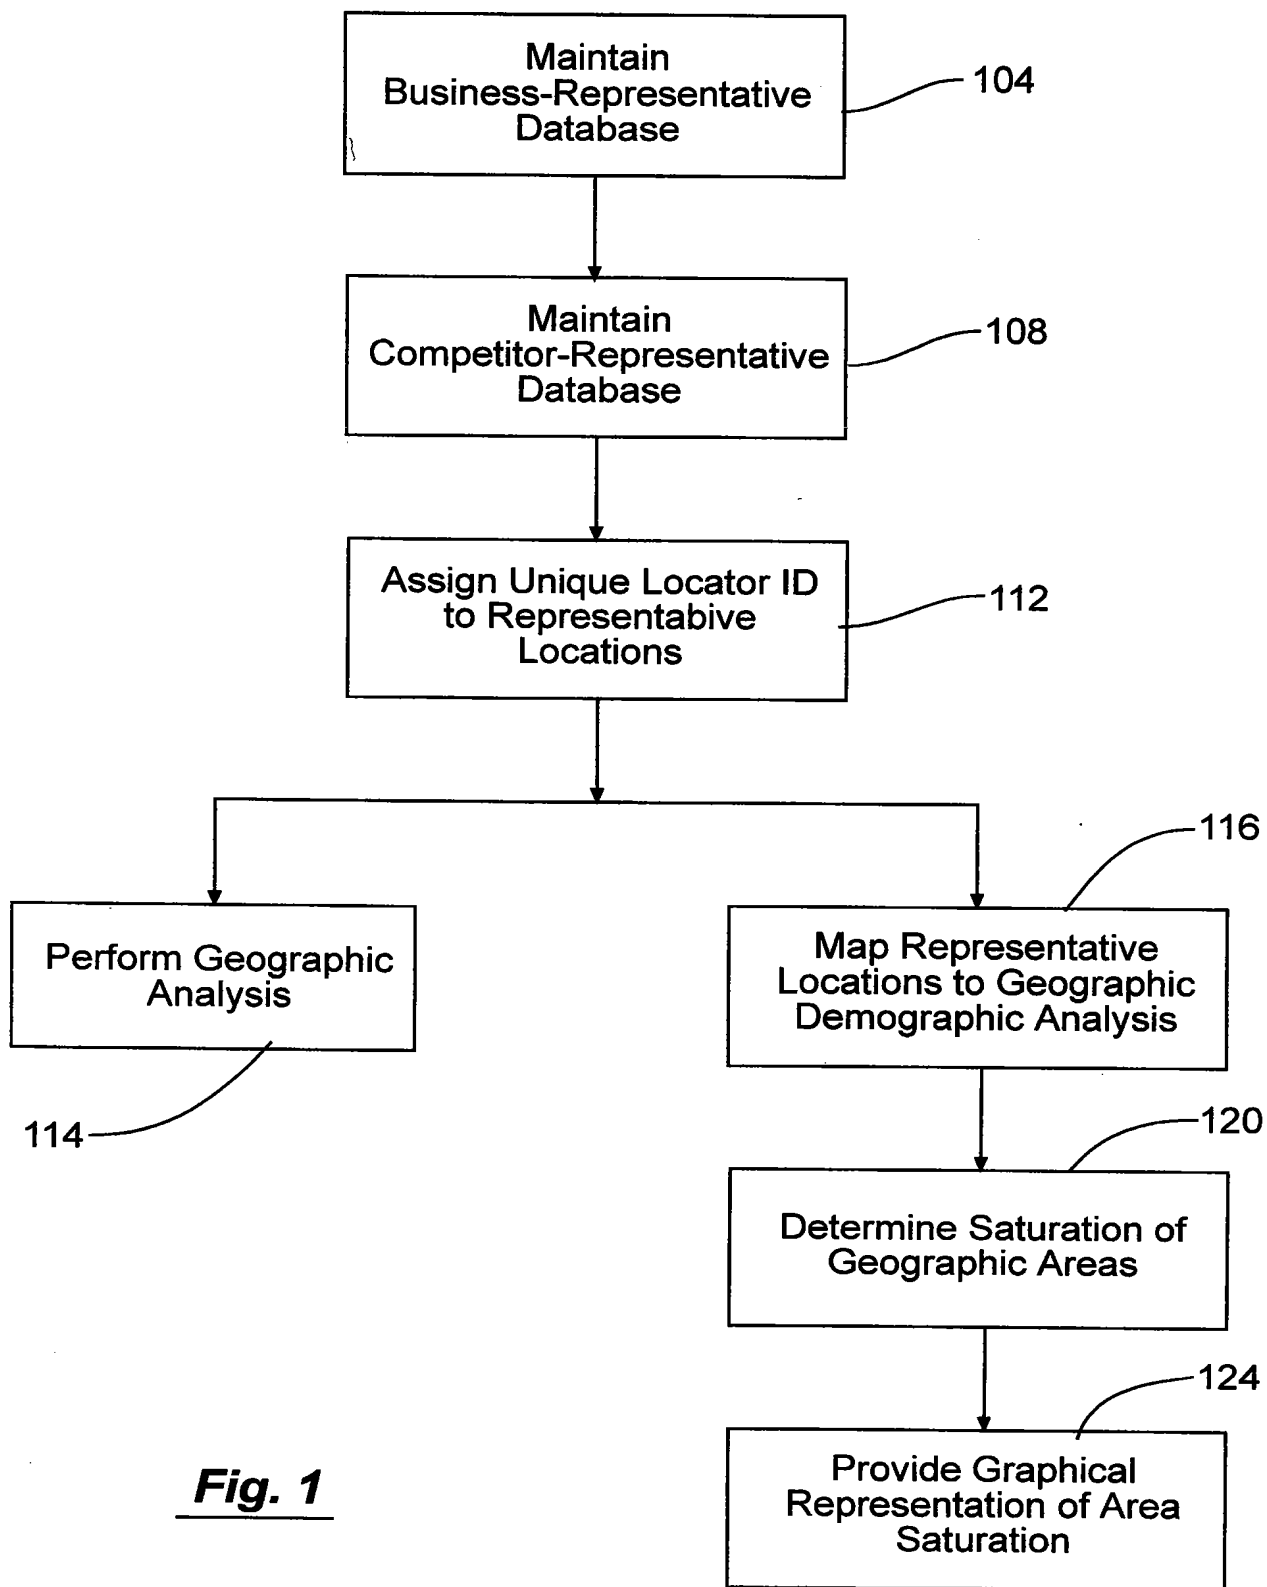 Maintain
Business-Representative
Database
104
Maintain
Competitor-Representative
Database
108
Assign Unique Locator ID
to Representabive
Locations
112
Perform Geographic
Analysis
114
116
Map Representative
Locations to Geographic
Demographic Analysis
120
Determine Saturation of
Geographic Areas
124
Provide Graphical
Representation of Area
Saturation
Fig. 1